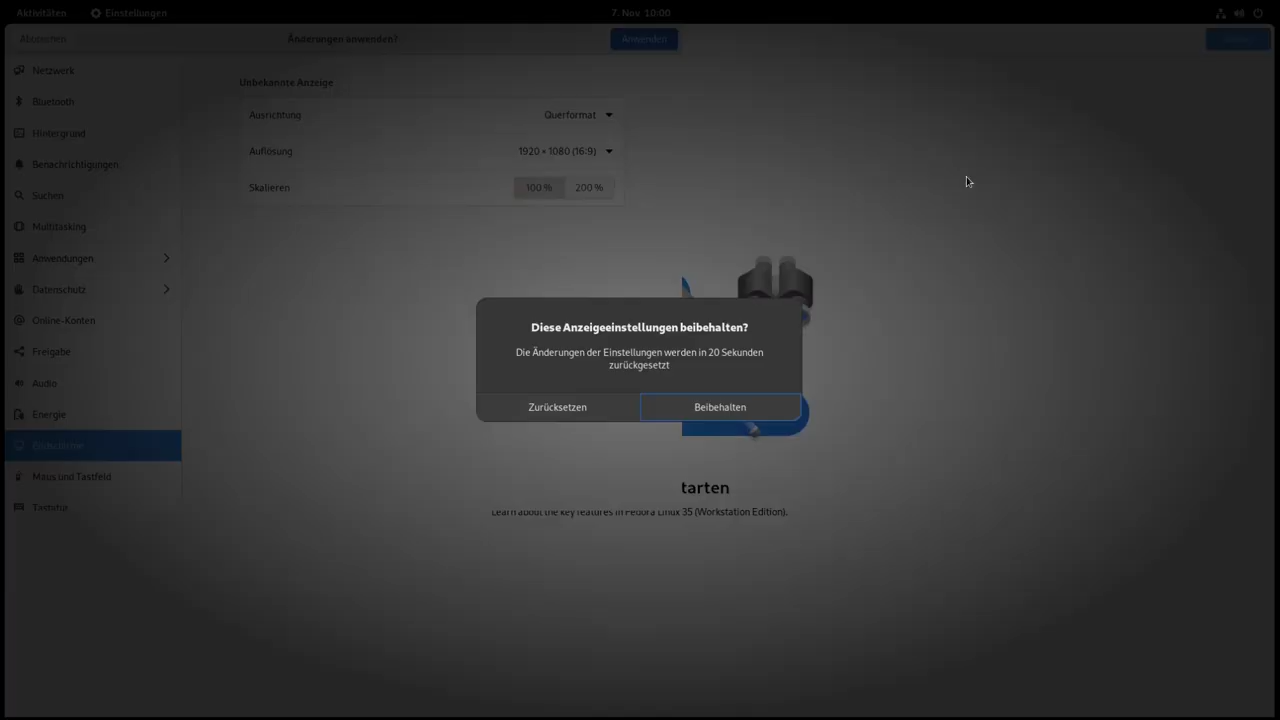 Aktivitäten
Einstellungen
7. Nov 10:00
Abbrechen
Änderungen anwenden?
Anwenden
Netzwerk
Bluetooth
Hintergrund
Benachrichtigungen
Suchen
Multitasking
Anwendungen
Datenschutz
Online-Konten
Freigabe
Audio
Energie
Bildschirme
Maus und Tastfeld
Tastatur
Unbekannte Anzeige
Ausrichtung
Querformat
Auflösung
1920 × 1080 (16:9)
Skalieren
100 %
200 %
Diese Anzeigeeinstellungen beibehalten?
Die Änderungen der Einstellungen werden in 20 Sekunden
zurückgesetzt
Zurücksetzen
Beibehalten
tarten
Learn about the key features in Fedora Linux 35 (Workstation Edition).